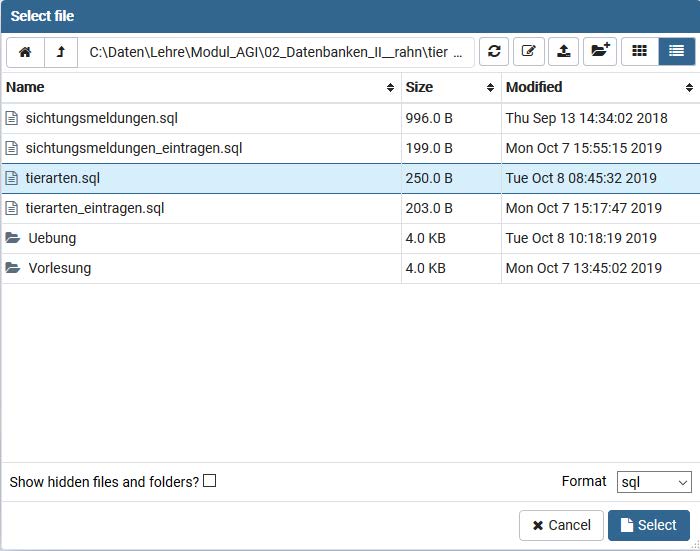 Select file
C:\Daten\Lehre\Modul_AGI\02_Datenbanken_II__rahn\tier ...
Name Size Modified
sichtungsmeldungen.sql 996.0 B Thu Sep 13 14:34:02 2018
sichtungsmeldungen_eintragen.sql 199.0 B Mon Oct 7 15:55:15 2019
tierarten.sql 250.0 B Tue Oct 8 08:45:32 2019
tierarten_eintragen.sql 203.0 B Mon Oct 7 15:17:47 2019
Uebung 4.0 KB Tue Oct 8 10:18:19 2019
Vorlesung 4.0 KB Mon Oct 7 13:45:02 2019
Show hidden files and folders? Format sql
Cancel Select